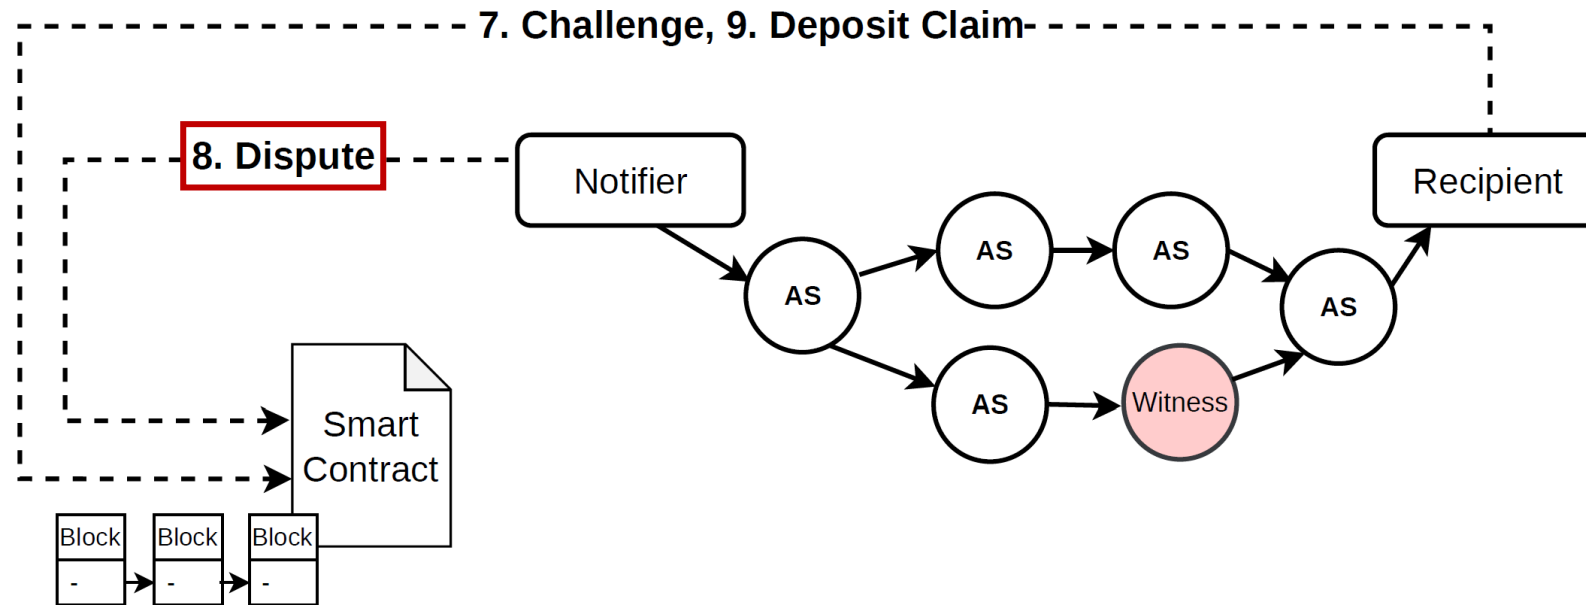 7. Challenge, 9. Deposit Claim
8. Dispute
Notifier
Recipient
AS
AS
AS
AS
AS
Witness
Smart
Contract
Block
Block
Block
-
-
-